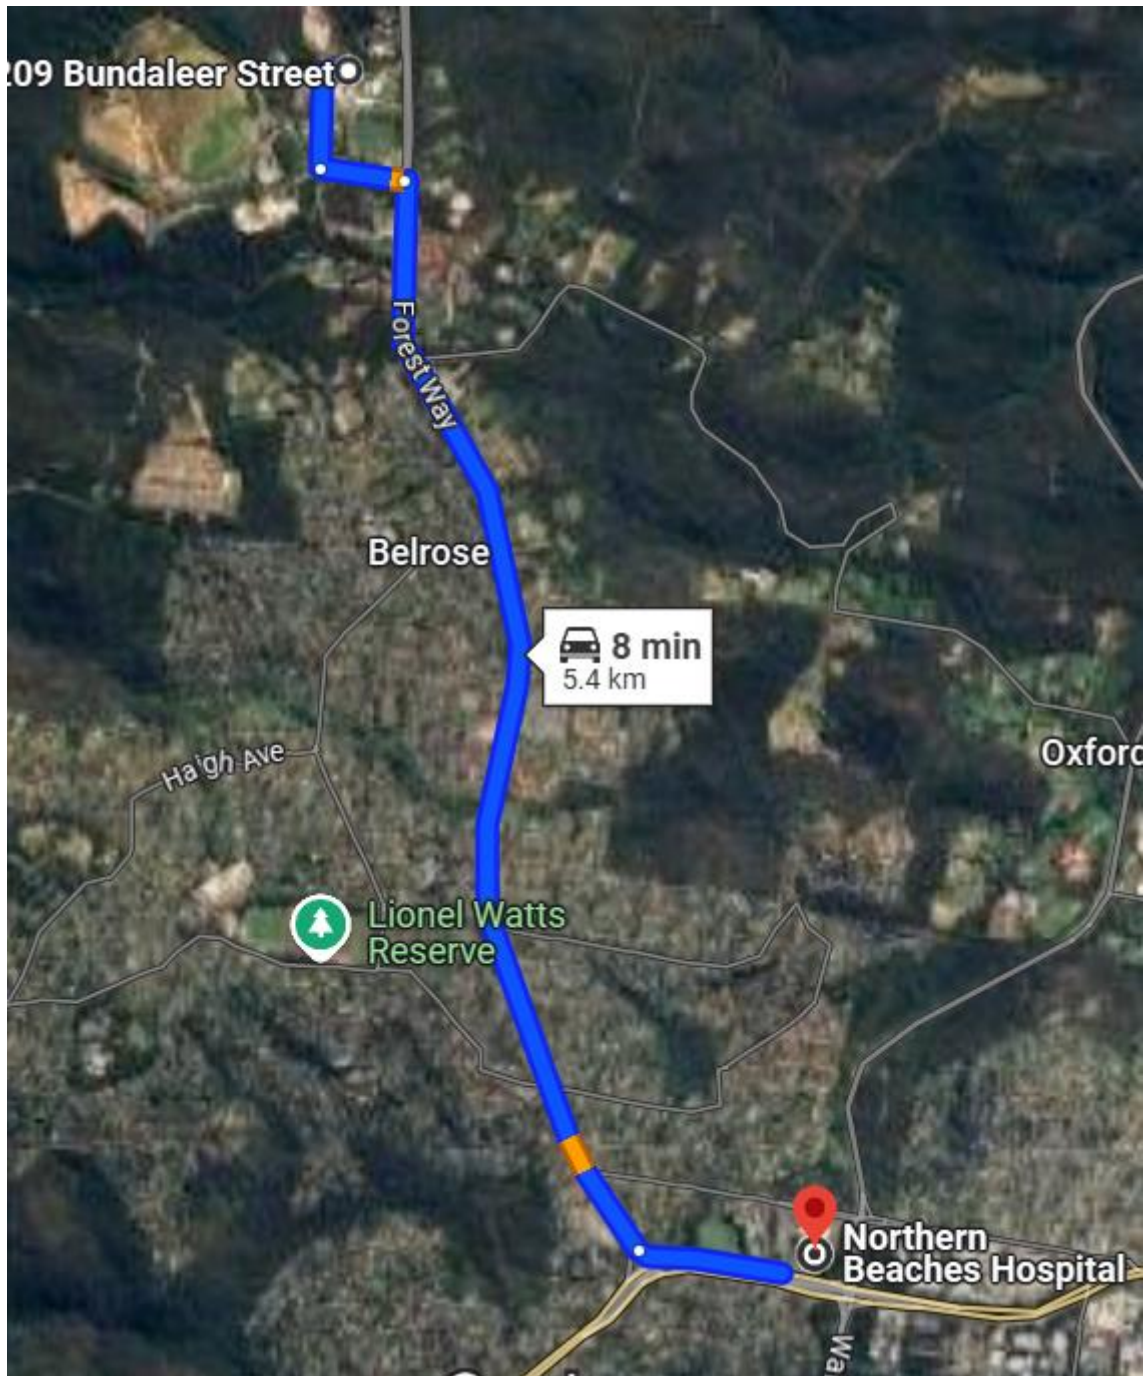 209 Bundaleer Street
Forest Way
Belrose
8 min
5.4 km
Haigh Ave
Oxford
Lionel Watts
Reserve
Northern
Beaches Hospital
Wa